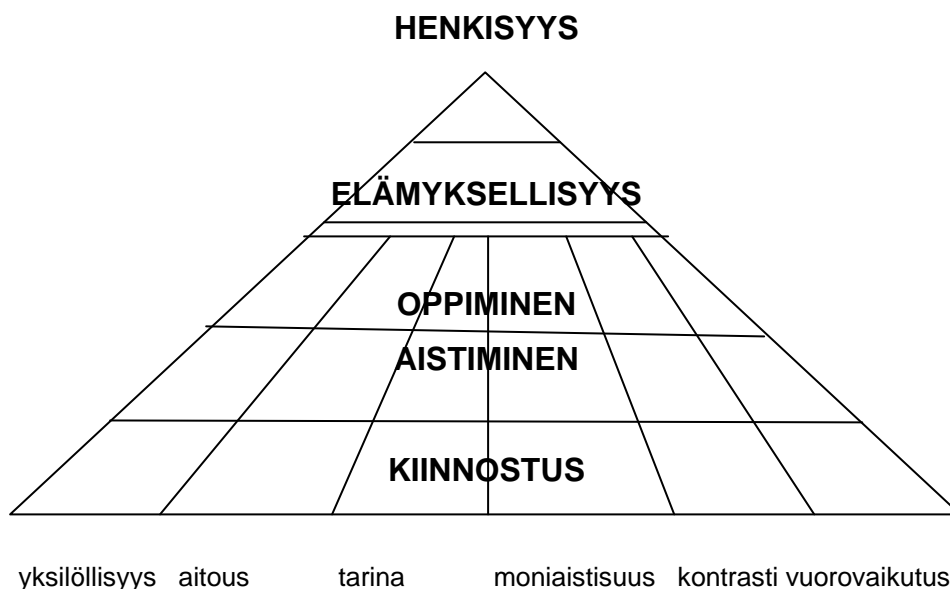 HENKISYYS
ELÄMYKSELLISYYS
OPPIMINEN
AISTIMINEN
KIINNOSTUS
yksilöllisyys aitous tarina moniaistisuus kontrasti vuorovaikutus